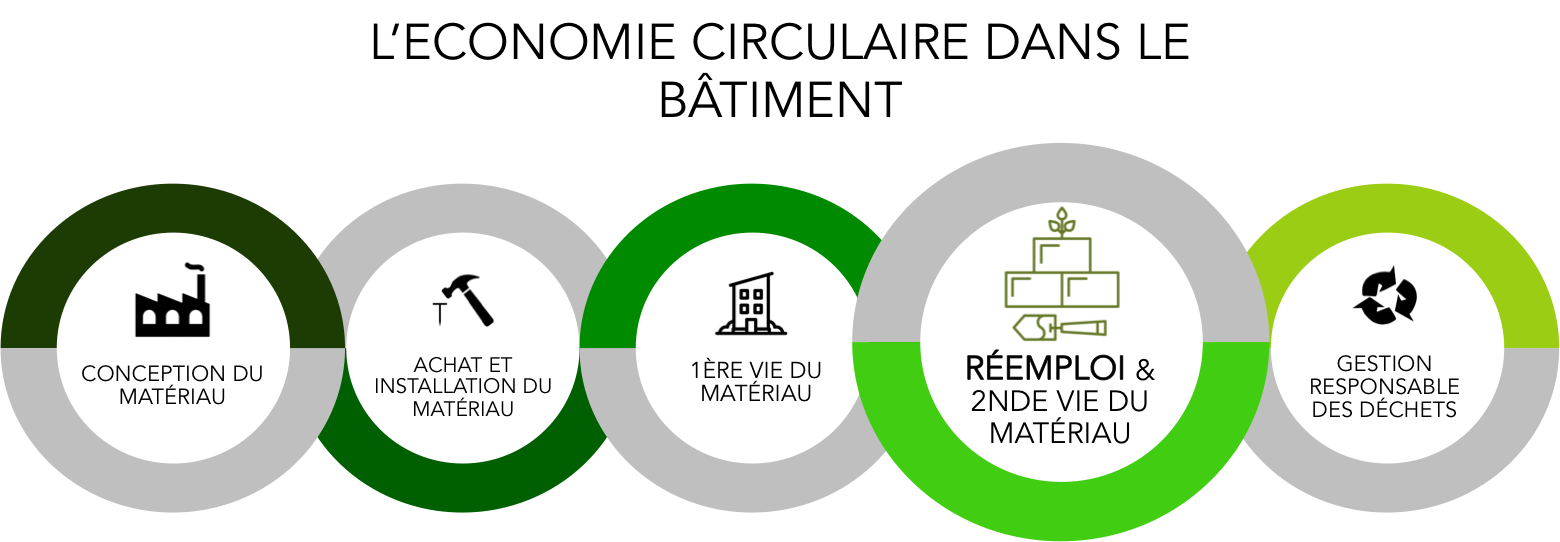 L’ECONOMIE CIRCULAIRE DANS LE
BÂTIMENT
CONCEPTION DU
MATÉRIAU
ACHAT ET
INSTALLATION DU
MATÉRIAU
1ÈRE VIE DU
MATÉRIAU
RÉEMPLOI &
2NDE VIE DU
MATÉRIAU
GESTION
RESPONSABLE
DES DÉCHETS